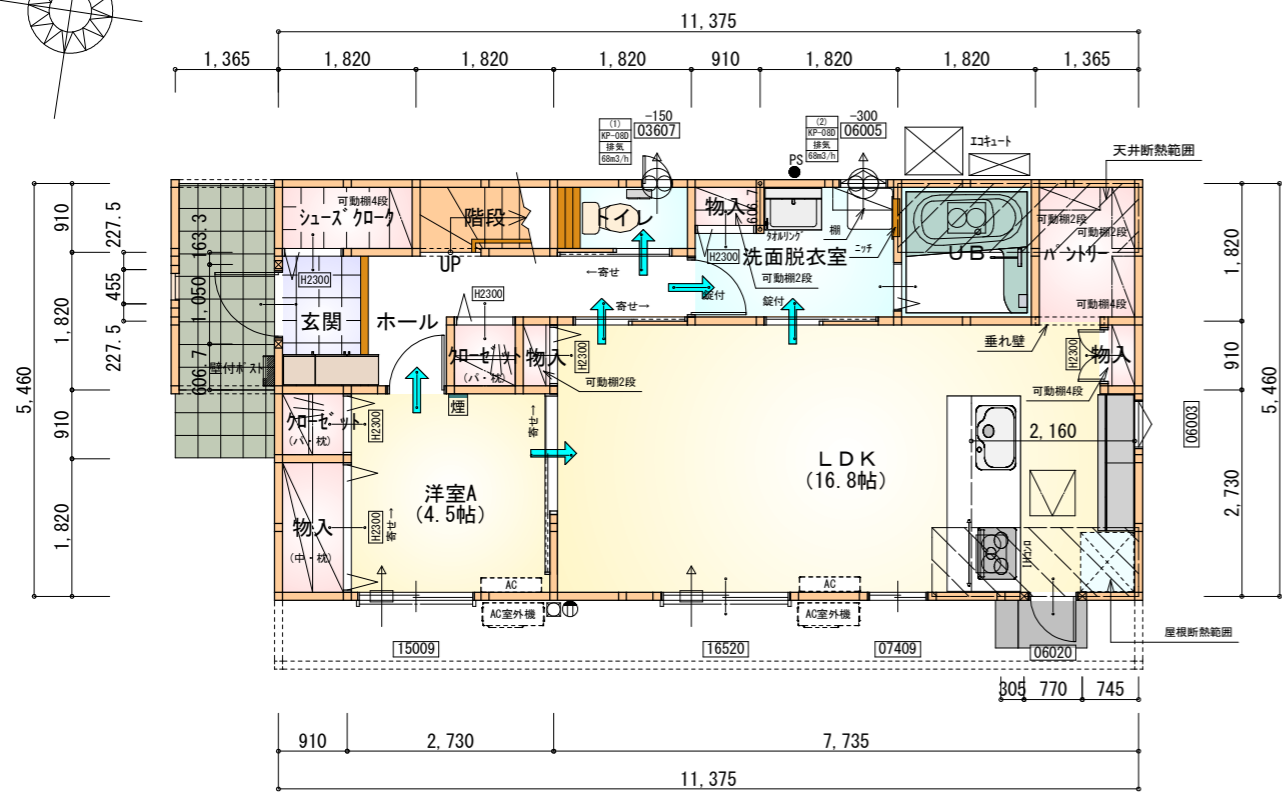 11,375
1,365
1,820
1,820
1,820
910
1,820
1,820
1,365
(1)
KP-08D
排気
68m3/h
-150
03607
(2)
KP-08D
排気
68m3/h
-300
06005
PS
エコキュート
天井断熱範囲
910
1,820
910
1,820
5,460
227.5
163.3
455
1,050
227.5
606.7
可動棚4段
シューズクローク
階段
トイレ
物入
606.7
タオルリング
棚
ニッチ
洗面脱衣室
UB
可動棚2段
可動棚2段
パントリー
可動棚4段
UP
←寄せ
H2300
H2300
H2300
可動棚2段
錠付
錠付
寄せ→
玄関
ホール
クローゼット
(パ・枕)
物入
H2300
可動棚2段
垂れ壁
H2300
物入
可動棚4段
壁付ポスト
煙
寄せ→
クローゼット
(パ・枕)
H2300
物入
(中・枕)
H2300
寄せ→
洋室A
(4.5帖)
LDK
(16.8帖)
2,160
IHコンロ
06003
1,820
910
2,730
5,460
AC
AC室外機
AC
AC室外機
屋根断熱範囲
15009
16520
07409
06020
305
770
745
910
2,730
7,735
11,375